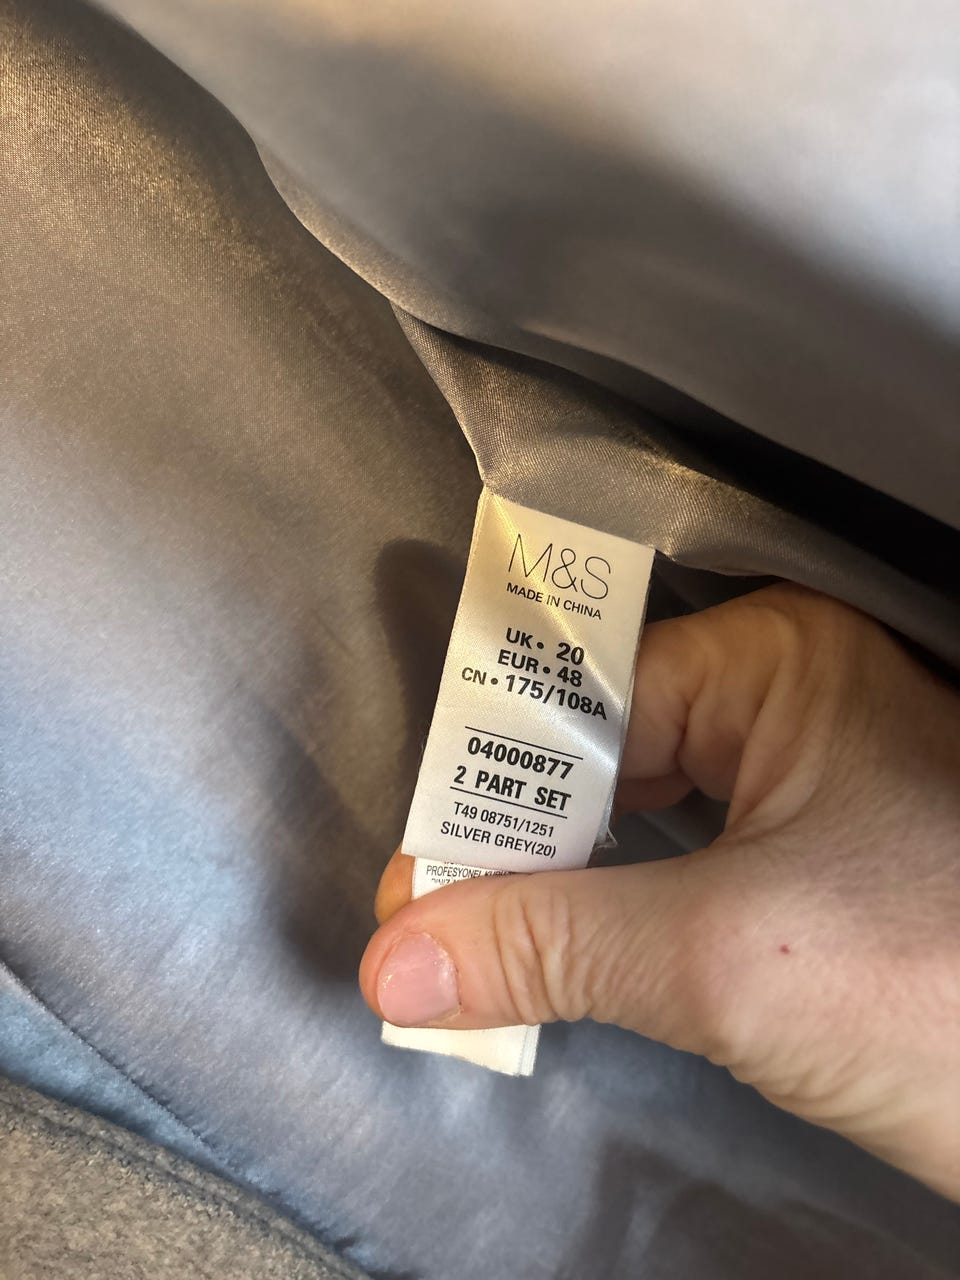 M&S
MADE IN CHINA
UK• 20
EUR• 48
CN• 175/108A
04000877
2 PART SET
T49 08751/1251
SILVER GREY(20)
PROFESYONEL